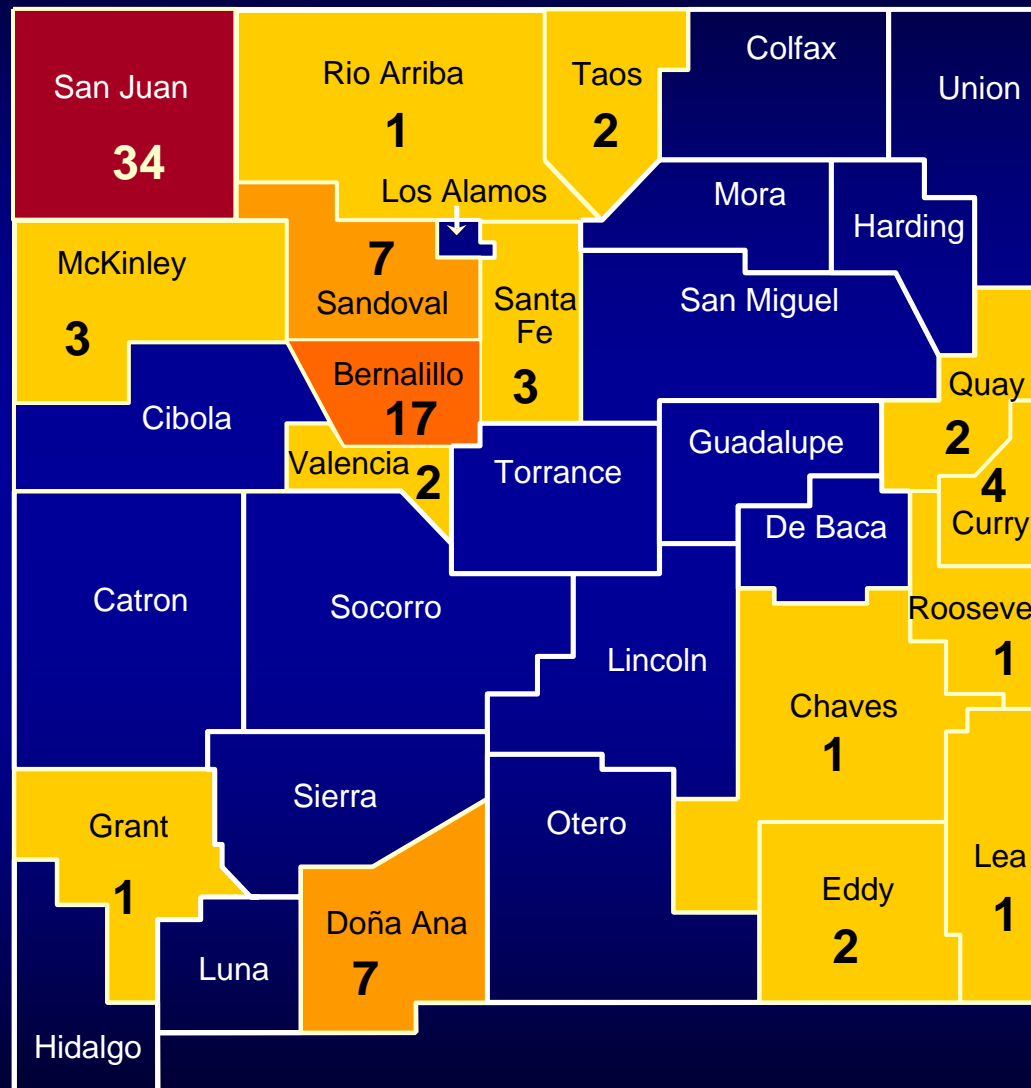 San Juan
34
Rio Arriba
1
Taos
2
Colfax
Union
Los Alamos
Mora
Harding
McKinley
3
7
Sandoval
Santa
Fe
3
San Miguel
Bernalillo
17
Quay
2
Cibola
Valencia
2
Torrance
Guadalupe
4
Curry
De Baca
Catron
Socorro
Lincoln
Rooseve
1
Chaves
1
Sierra
Otero
Grant
1
Lea
1
Eddy
2
Doña Ana
7
Luna
Hidalgo